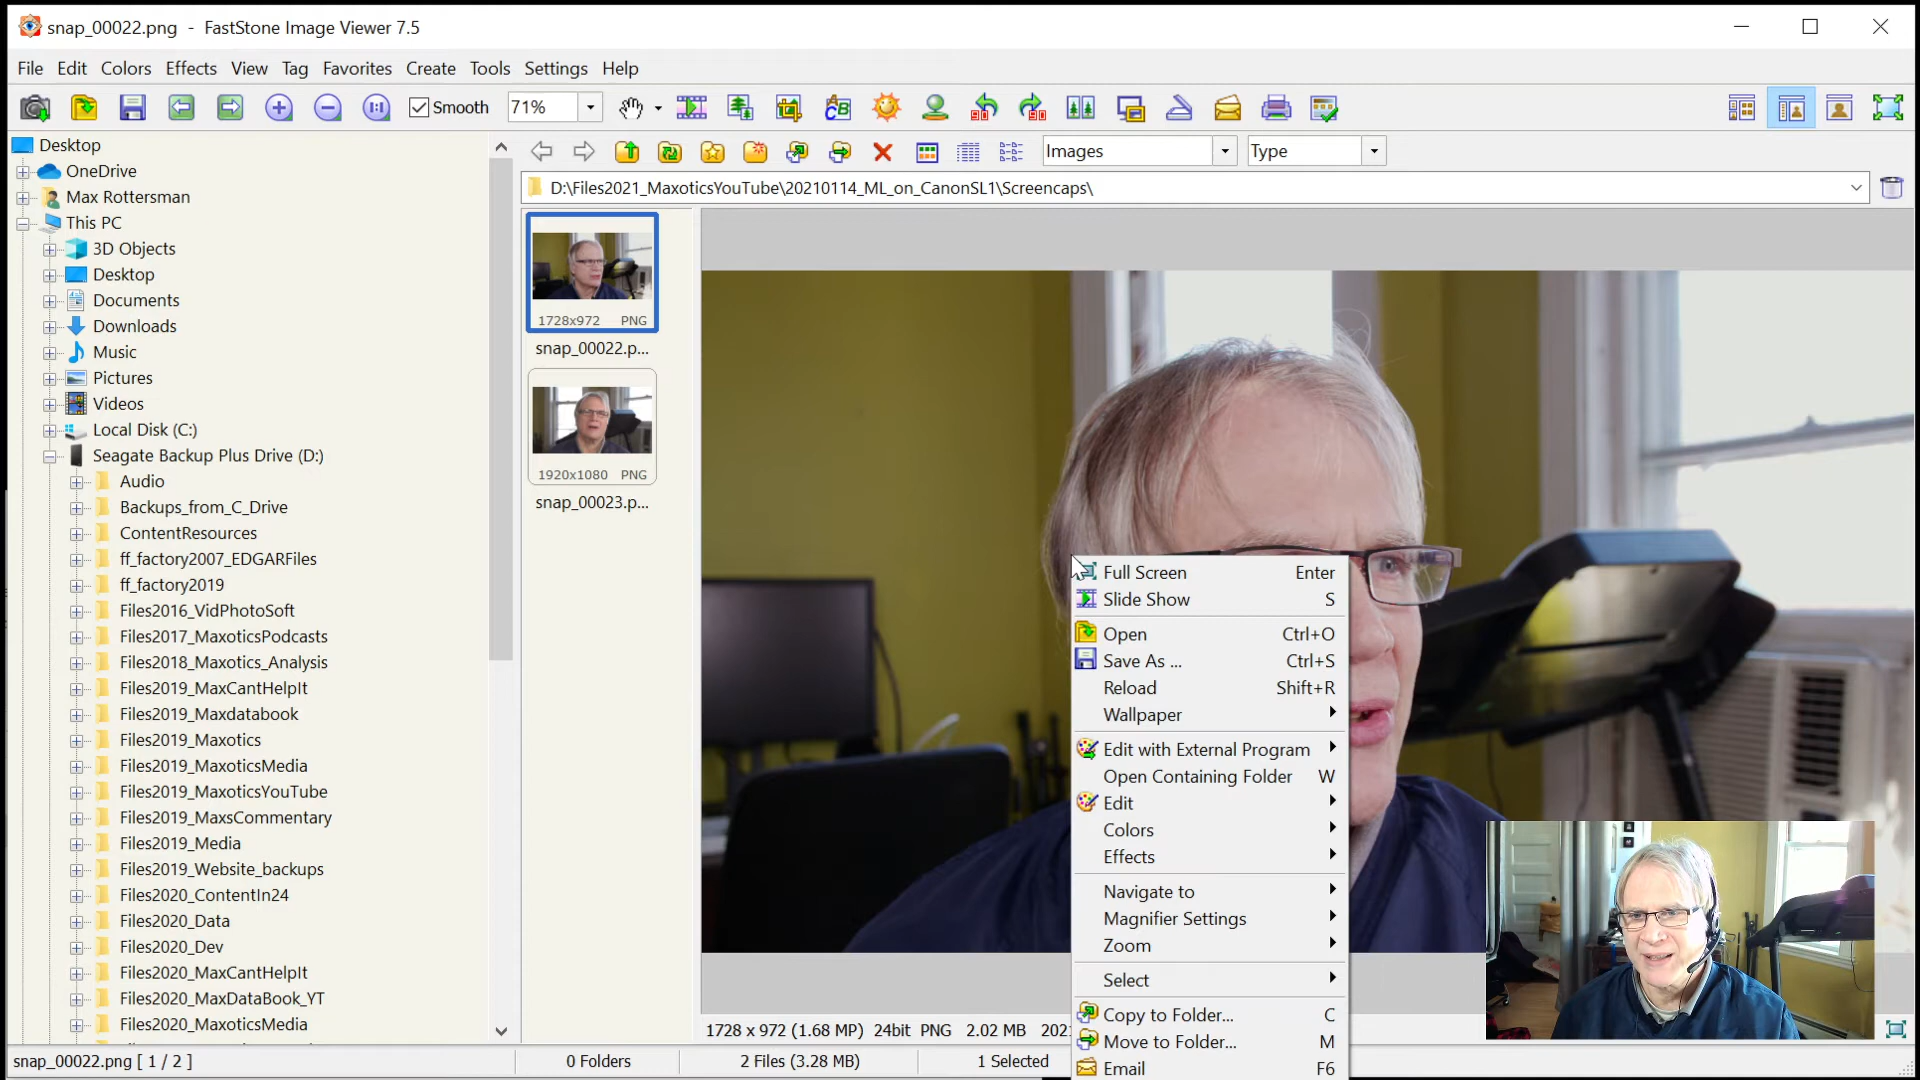 snap_00022.png - FastStone Image Viewer 7.5
File Edit Colors Effects View Tag Favorites Create Tools Settings Help
Smooth 71%
Desktop
OneDrive
Max Rottersman
This PC
3D Objects
Desktop
Documents
Downloads
Music
Pictures
Videos
Local Disk (C:)
Seagate Backup Plus Drive (D:)
Audio
Backups_from_C_Drive
ContentResources
ff_factory2007_EDGARFiles
ff_factory2019
Files2016_VidPhotoSoft
Files2017_MaxoticsPodcasts
Files2018_Maxotics_Analysis
Files2019_MaxCantHelpIt
Files2019_Maxdatabook
Files2019_Maxotics
Files2019_MaxoticsMedia
Files2019_MaxoticsYouTube
Files2019_MaxsCommentary
Files2019_Media
Files2019_Website_backups
Files2020_ContentIn24
Files2020_Data
Files2020_Dev
Files2020_MaxCantHelpIt
Files2020_MaxDataBook_YT
Files2020_MaxoticsMedia
Images Type
D:\Files2021_MaxoticsYouTube\20210114_ML_on_CanonSL1\Screencaps\
1728x972 PNG
snap_00022.p...
1920x1080 PNG
snap_00023.p...
Full Screen Enter
Slide Show S
Open Ctrl+O
Save As ... Ctrl+S
Reload Shift+R
Wallpaper
Edit with External Program
Open Containing Folder W
Edit
Colors
Effects
Navigate to
Magnifier Settings
Zoom
Select
Copy to Folder... C
Move to Folder... M
Email F6
1728 x 972 (1.68 MP) 24bit PNG 2.02 MB 202
snap_00022.png [ 1 / 2 ] 0 Folders 2 Files (3.28 MB) 1 Selected